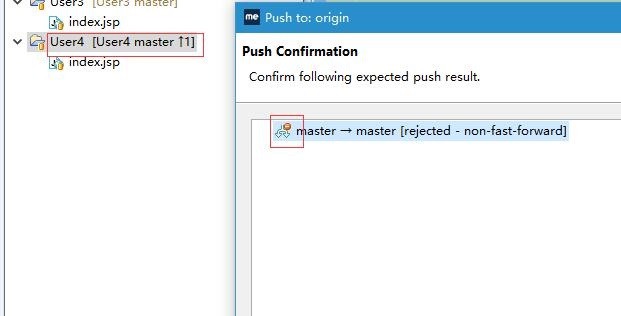 User3 [User3 master]
index.jsp
User4 [User4 master ↑1]
index.jsp
me Push to: origin
Push Confirmation
Confirm following expected push result.
master → master [rejected - non-fast-forward]